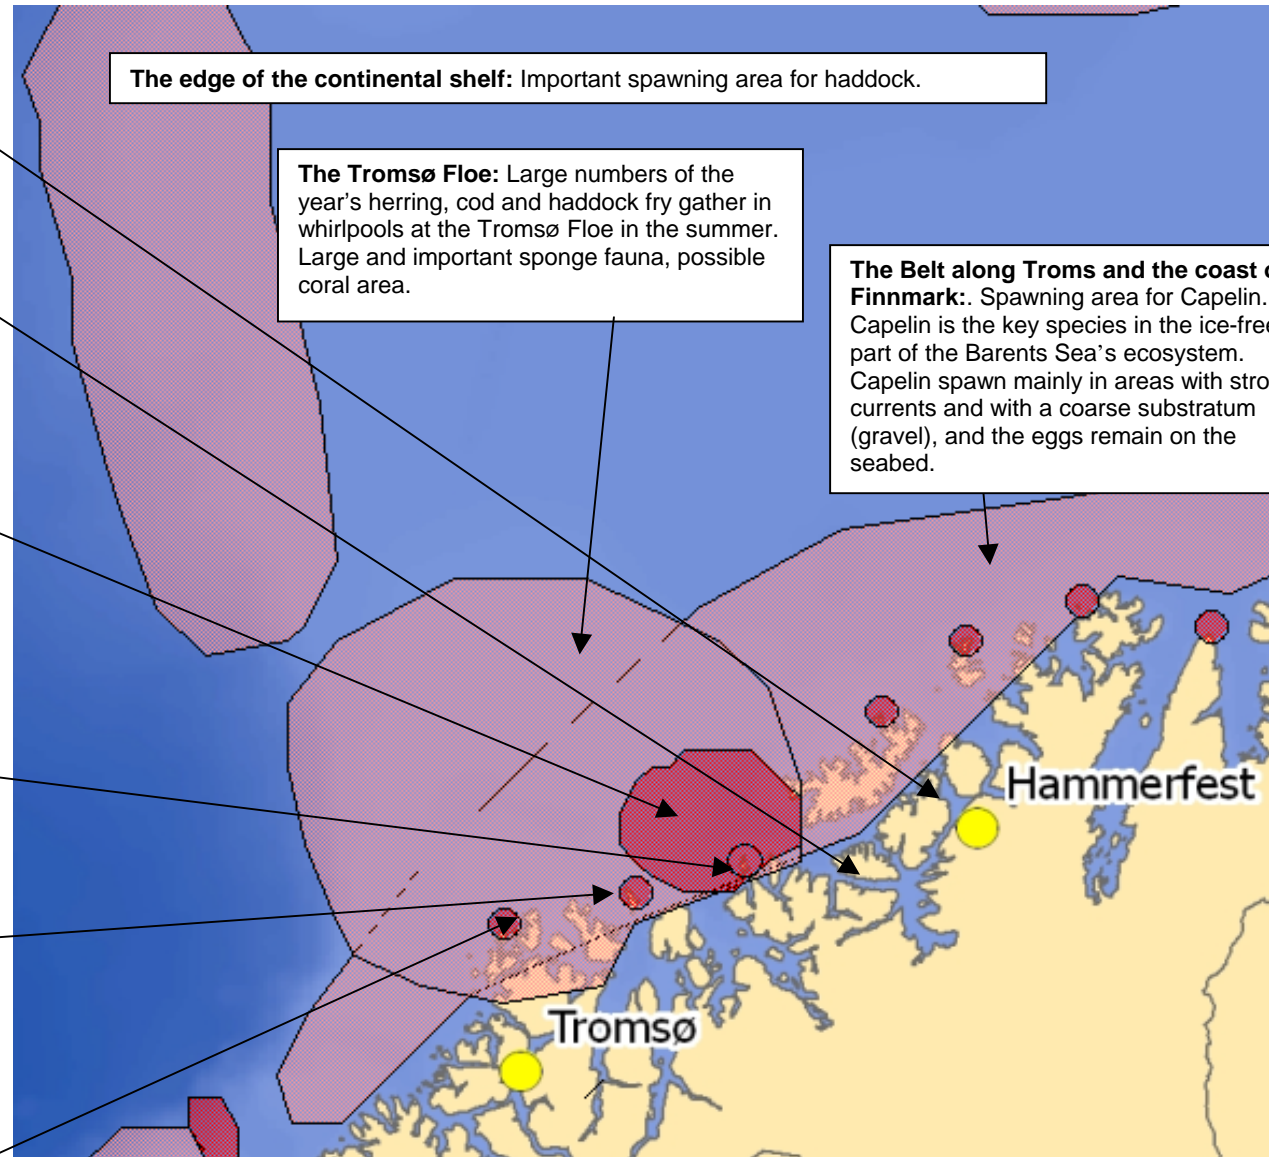 The edge of the continental shelf: Important spawning area for haddock.
The Tromsø Floe: Large numbers of the
year's herring, cod and haddock fry gather in
whirlpools at the Tromsø Floe in the summer.
Large and important sponge fauna, possible
coral area.
The Belt along Troms and the coast
Finnmark:. Spawning area for Capelin.
Capelin is the key species in the ice-free
part of the Barents Sea’s ecosystem.
Capelin spawn mainly in areas with
currents and with a coarse substratum
(gravel), and the eggs remain on the
seabed.
Hammerfest
Tromsø